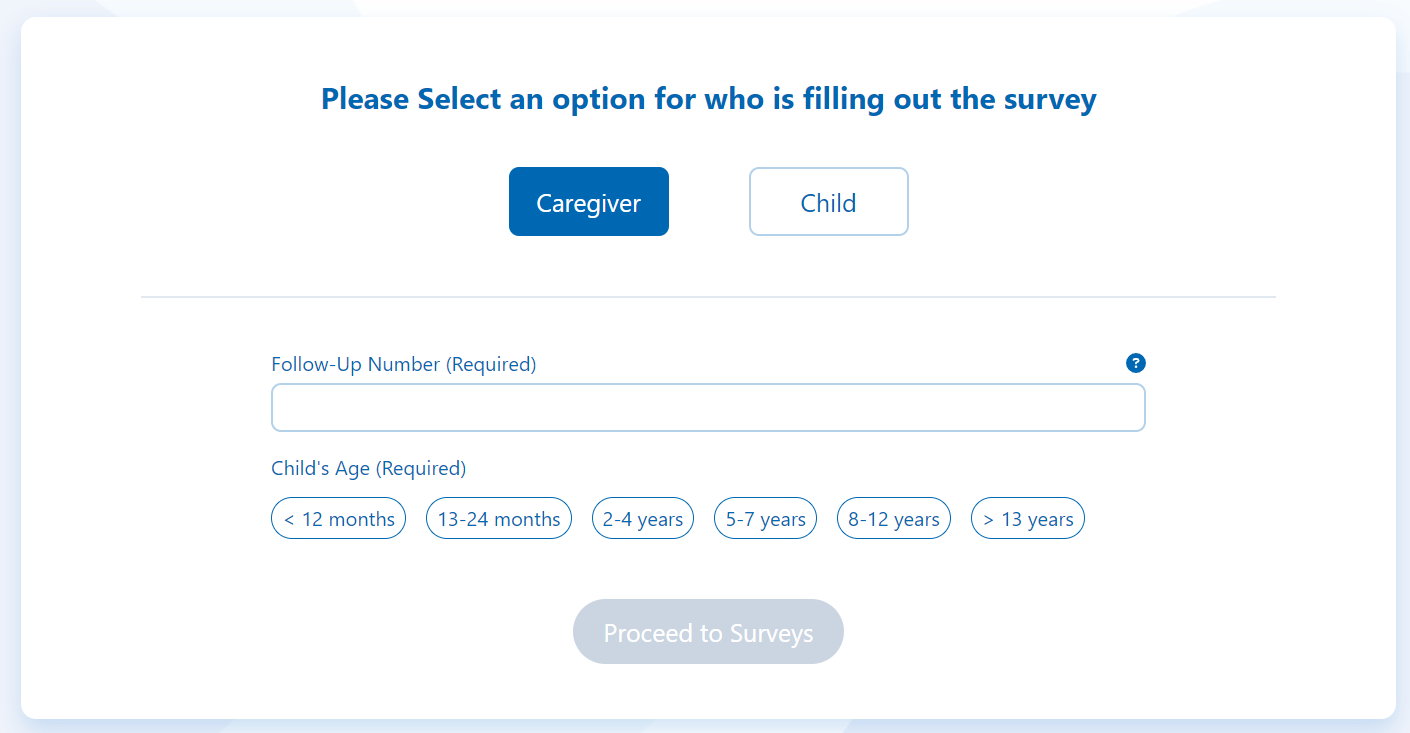 Please Select an option for who is filling out the survey
Caregiver Child
Follow-Up Number (Required) ?
Child's Age (Required)
< 12 months 13-24 months 2-4 years 5-7 years 8-12 years > 13 years
Proceed to Surveys